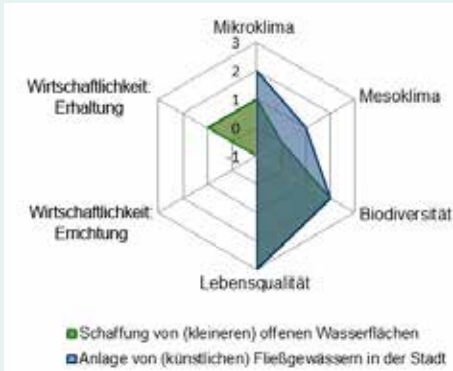 Mikroklima
3
2
1
0
-1
Mesoklima
Biodiversität
Lebensqualität
Wirtschaftlichkeit:
Errichtung
Wirtschaftlichkeit:
Erhaltung
Schaffung von (kleineren) offenen Wasserflächen
Anlage von (künstlichen) Fließgewässern in der Stadt